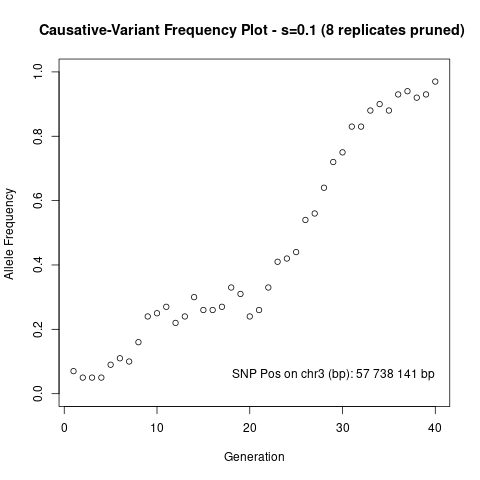 Causative-Variant Frequency Plot - s=0.1 (8 replicates pruned)
1.0
0.8
0.6
0.4
0.2
0.0
Allele Frequency
SNP Pos on chr3 (bp): 57 738 141 bp
0 10 20 30 40
Generation